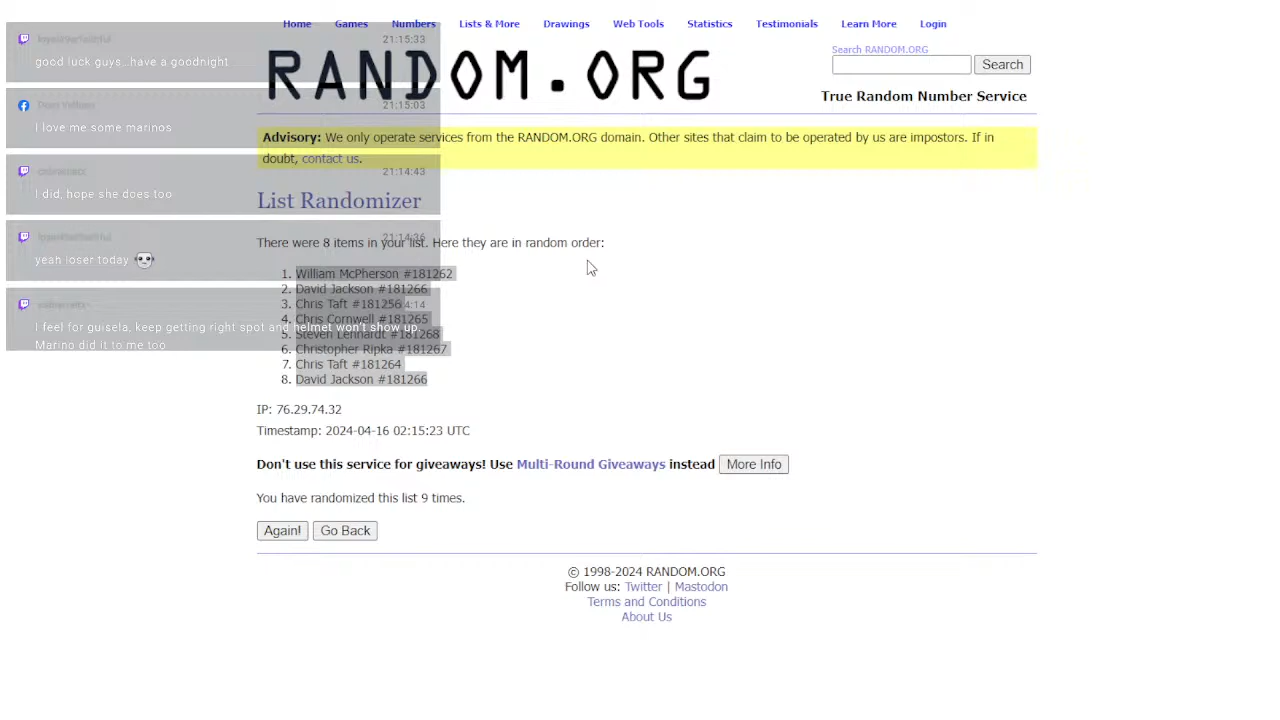 Home Games Numbers Lists & More Drawings Web Tools Statistics Testimonials Learn More Login
RANDOM.ORG
Search RANDOM.ORG
Search
True Random Number Service
Advisory: We only operate services from the RANDOM.ORG domain. Other sites that claim to be operated by us are impostors. If in
doubt, contact us.
List Randomizer
There were 8 items in your list. Here they are in random order:
1. William McPherson #181262
2. David Jackson #181266
3. Chris Taft #181256
4. Chris Cornwell #181265
5. Steven Lenhardt #181268
6. Christopher Ripka #181267
7. Chris Taft #181264
8. David Jackson #181266
IP: 76.29.74.32
Timestamp: 2024-04-16 02:15:23 UTC
Don't use this service for giveaways! Use Multi-Round Giveaways instead More Info
You have randomized this list 9 times.
Again! Go Back
© 1998-2024 RANDOM.ORG
Follow us: Twitter | Mastodon
Terms and Conditions
About Us
21:15:33
good luck guys...have a goodnight
21:15:03
I love me some marinos
21:14:43
I did, hope she does too
21:14:36
yeah loser today
4:14
I feel for guisela, keep getting right spot and helmet won't show up.
Marino did it to me too